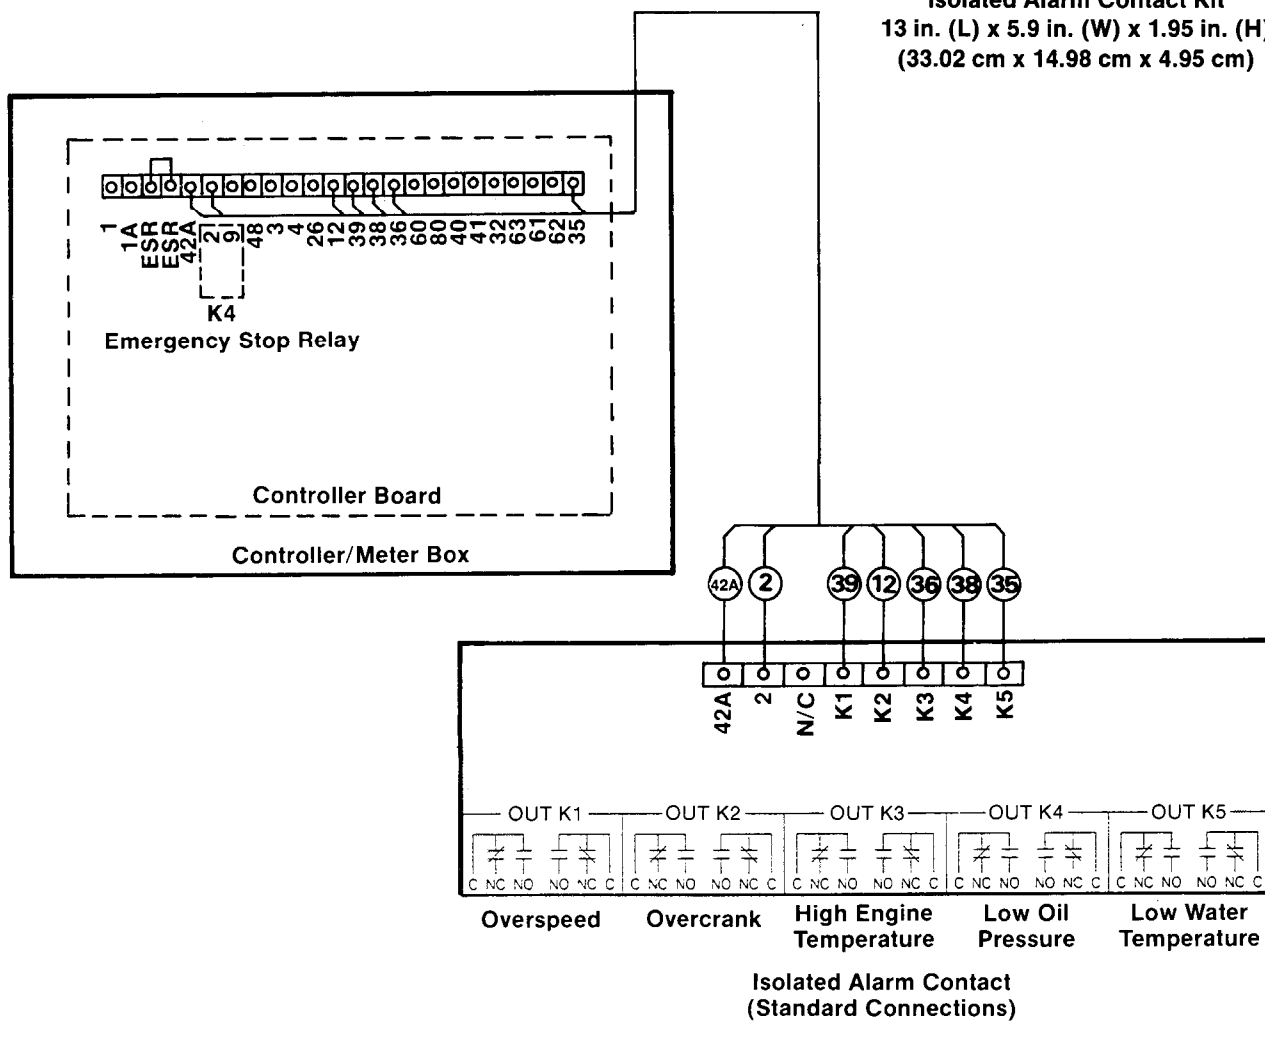 Isolated Alarm Contact Kit
13 in. (L) x 5.9 in. (W) x 1.95 in. (H)
(33.02 cm x 14.98 cm x 4.95 cm)
1 1A ESR ESR 42A 2 9 48 3 4 26 12 39 38 36 60 80 40 41 32 63 61 62 35
K4
Emergency Stop Relay
Controller Board
Controller/Meter Box
42A 2 39 12 36 38 35
42A 2 N/C K1 K2 K3 K4 K5
OUT K1 OUT K2 OUT K3 OUT K4 OUT K5
C NC NO NO NC C C NC NO NO NC C C NC NO NO NC C C NC NO NO NC C C NC NO NO NC C
Overspeed Overcrank High Engine Low Oil Low Water
Temperature Pressure Temperature
Isolated Alarm Contact
(Standard Connections)